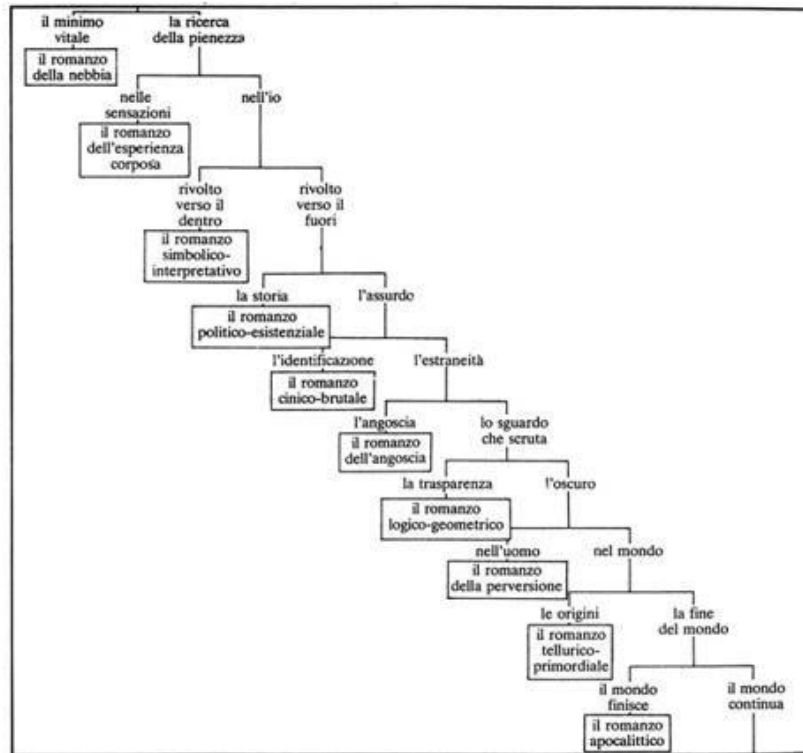 il minimo
vitale
la ricerca
della pienezza
il romanzo
della nebbia
nelle
sensazioni
nell'io
il romanzo
dell'esperienza
corposa
rivolto
verso il
dentro
rivolto
verso il
fuori
il romanzo
simbolico-
interpretativo
la storia
l'assurdo
il romanzo
politico-esistenziale
l'identificazione
l'estraneità
il romanzo
cinico-brutale
l'angoscia
lo sguardo
che scruta
il romanzo
dell'angoscia
la trasparenza
l'oscuro
il romanzo
logico-geometrico
nell'uomo
nel mondo
il romanzo
della perversione
le origini
la fine
del mondo
il romanzo
tellurico-
primordiale
il mondo
finisce
il mondo
continua
il romanzo
apocalittico